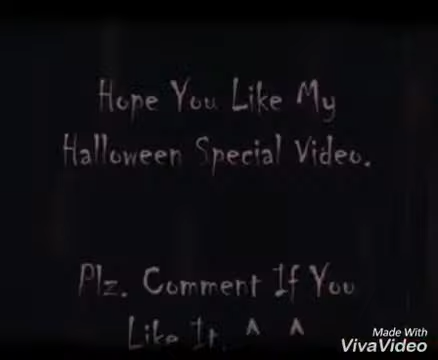 Hope You Like My
Halloween Special Video.
Plz. Comment If You
Like It. ^ ^
Made With
VivaVideo